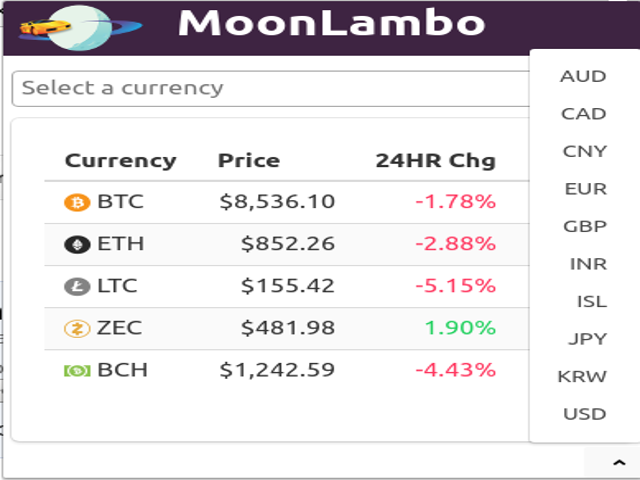 MoonLambo
Select a currency
Currency Price 24HR Chg
BTC $8,536.10 -1.78%
ETH $852.26 -2.88%
LTC $155.42 -5.15%
ZEC $481.98 1.90%
BCH $1,242.59 -4.43%
AUD
CAD
CNY
EUR
GBP
INR
ISL
JPY
KRW
USD